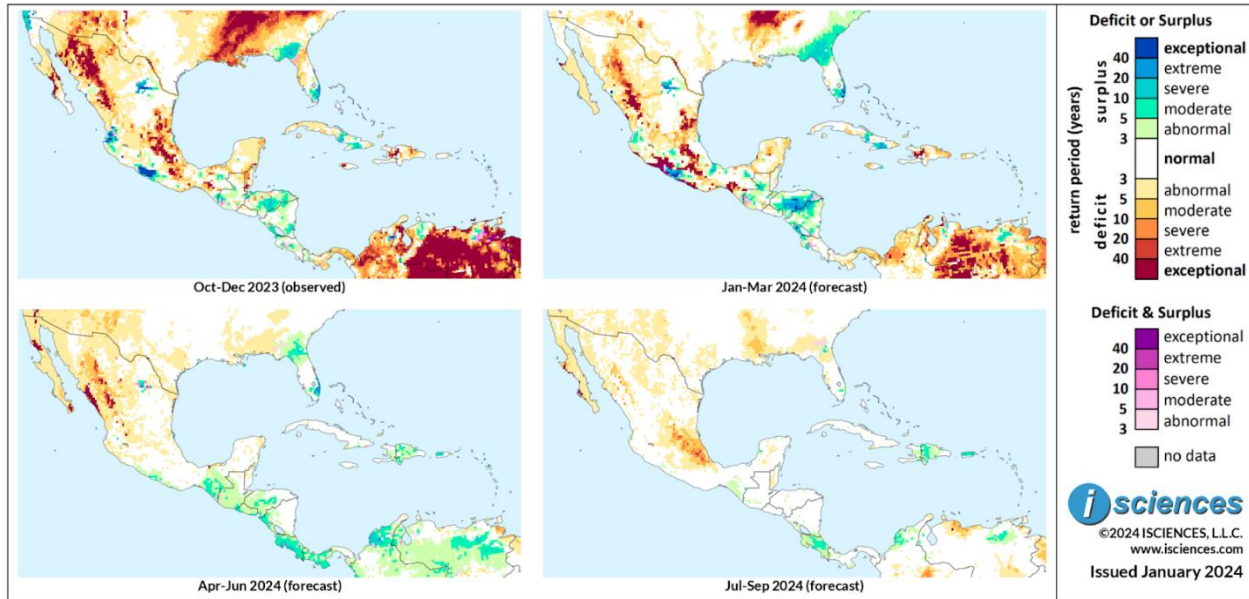 Oct-Dec 2023 (observed)
Jan-Mar 2024 (forecast)
Apr-Jun 2024 (forecast)
Jul-Sep 2024 (forecast)
Deficit or Surplus
return period (years)
surplus
deficit
exceptional
40
extreme
20
severe
10
moderate
5
abnormal
3
normal
3
abnormal
5
moderate
10
severe
20
extreme
40
exceptional
Deficit & Surplus
exceptional
40
extreme
20
severe
10
moderate
5
abnormal
3
no data
i sciences
©2024 ISCIENCES, L.L.C.
www.isciences.com
Issued January 2024